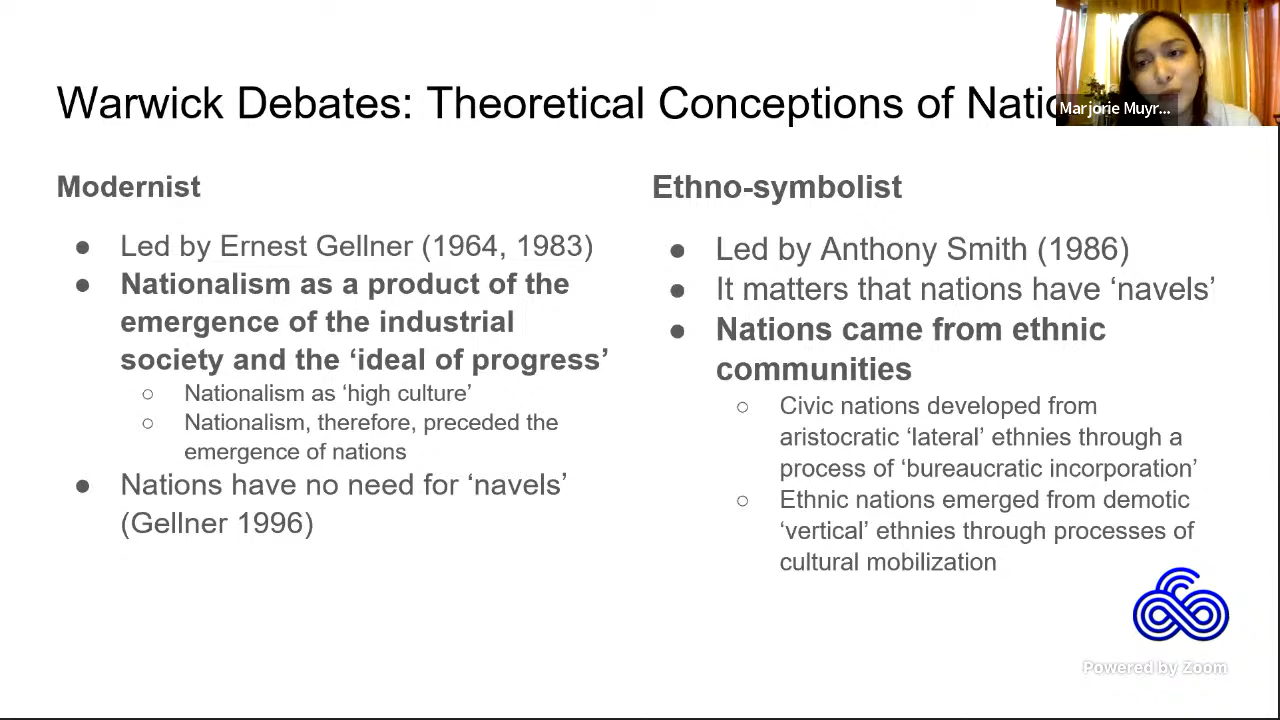 Warwick Debates: Theoretical Conceptions of Natio
Marjorie Muyr...
Modernist
● Led by Ernest Gellner (1964, 1983)
● Nationalism as a product of the
emergence of the industrial
society and the ‘ideal of progress’
○ Nationalism as ‘high culture’
○ Nationalism, therefore, preceded the
emergence of nations
● Nations have no need for ‘navels’
(Gellner 1996)
Ethno-symbolist
● Led by Anthony Smith (1986)
● It matters that nations have ‘navels’
● Nations came from ethnic
communities
○ Civic nations developed from
aristocratic ‘lateral’ ethnies through a
process of ‘bureaucratic incorporation’
○ Ethnic nations emerged from demotic
‘vertical’ ethnies through processes of
cultural mobilization
Powered by Zoom